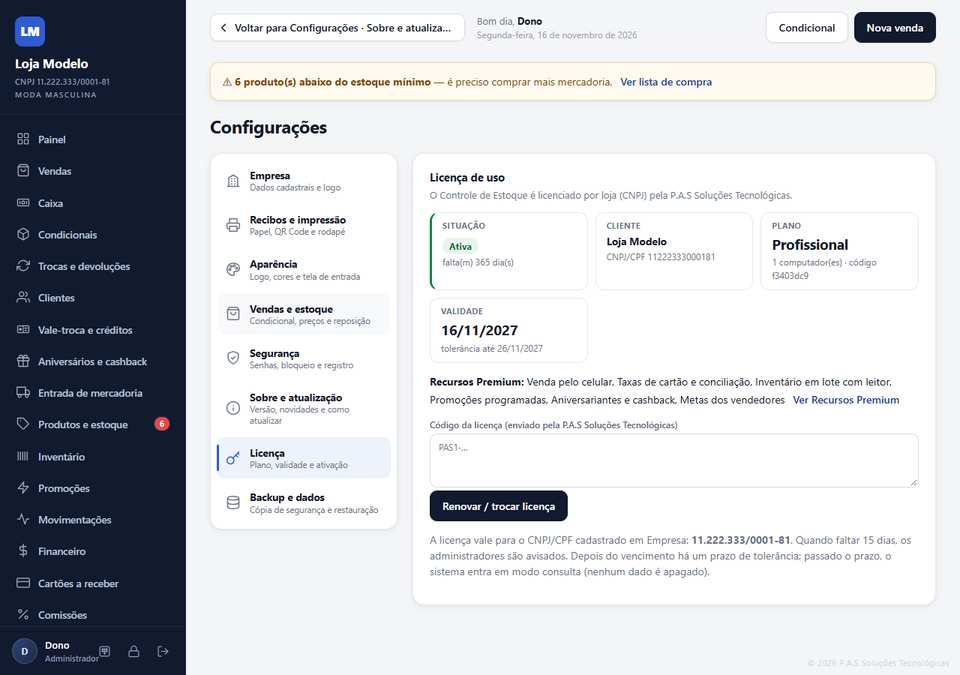 LM
Loja Modelo
CNPJ 11.222.333/0001-81
MODA MASCULINA
Painel
Vendas
Caixa
Condicionais
Trocas e devoluções
Clientes
Vale-troca e créditos
Aniversários e cashback
Entrada de mercadoria
Produtos e estoque 6
Inventário
Promoções
Movimentações
Financeiro
Cartões a receber
Comissões
D
Dono
Administrador
Voltar para Configurações · Sobre e atualiza...
Bom dia, Dono
Segunda-feira, 16 de novembro de 2026
Condicional
Nova venda
⚠ 6 produto(s) abaixo do estoque mínimo — é preciso comprar mais mercadoria. Ver lista de compra
Configurações
Empresa
Dados cadastrais e logo
Recibos e impressão
Papel, QR Code e rodapé
Aparência
Logo, cores e tela de entrada
Vendas e estoque
Condicional, preços e reposição
Segurança
Senhas, bloqueio e registro
Sobre e atualização
Versão, novidades e como
atualizar
Licença
Plano, validade e ativação
Backup e dados
Cópia de segurança e restauração
Licença de uso
O Controle de Estoque é licenciado por loja (CNPJ) pela P.A.S Soluções Tecnológicas.
SITUAÇÃO
Ativa
falta(m) 365 dia(s)
CLIENTE
Loja Modelo
CNPJ/CPF 11222333000181
PLANO
Profissional
1 computador(es) · código
f3403dc9
VALIDADE
16/11/2027
tolerância até 26/11/2027
Recursos Premium: Venda pelo celular, Taxas de cartão e conciliação, Inventário em lote com leitor,
Promoções programadas, Aniversariantes e cashback, Metas dos vendedores Ver Recursos Premium
Código da licença (enviado pela P.A.S Soluções Tecnológicas)
PAS1-...
Renovar / trocar licença
A licença vale para o CNPJ/CPF cadastrado em Empresa: 11.222.333/0001-81. Quando faltar 15 dias, os
administradores são avisados. Depois do vencimento há um prazo de tolerância; passado o prazo, o
sistema entra em modo consulta (nenhum dado é apagado).
© 2026 P.A.S Soluções Tecnológicas